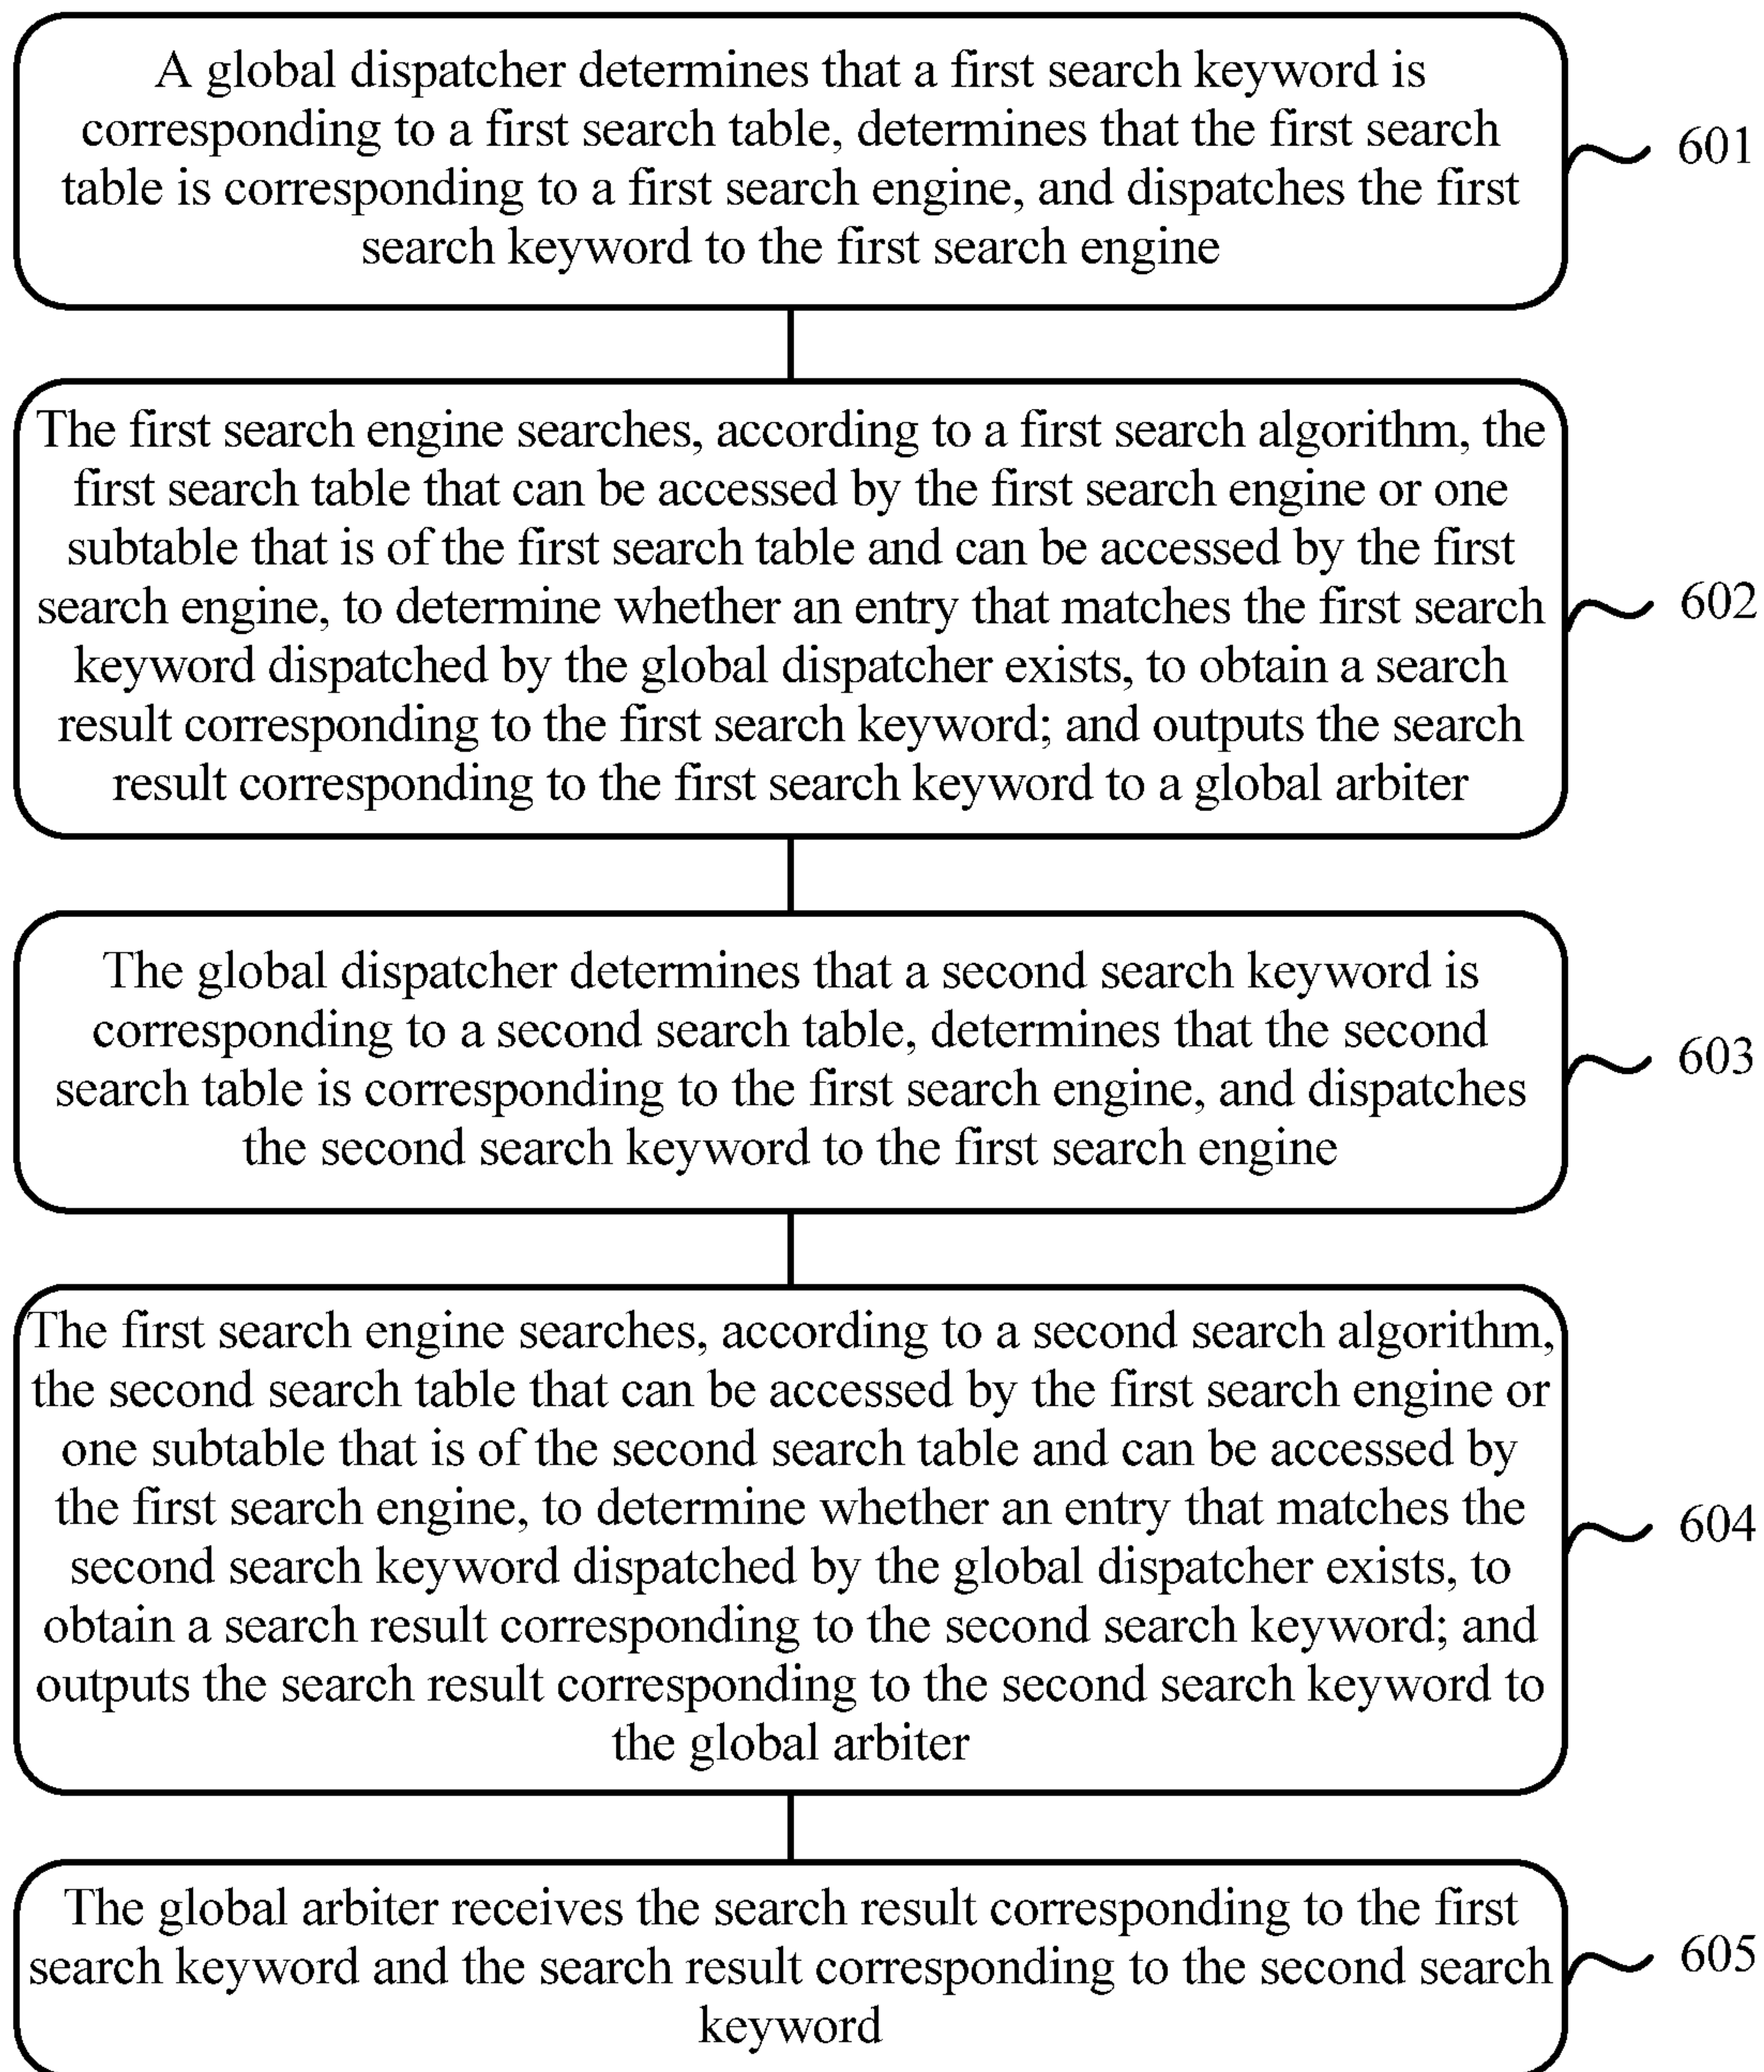 A global dispatcher determines that a first search keyword is
corresponding to a first search table, determines that the first search
table is corresponding to a first search engine, and dispatches the first
search keyword to the first search engine
601
The first search engine searches, according to a first search algorithm, the
first search table that can be accessed by the first search engine or one
subtable that is of the first search table and can be accessed by the first
search engine, to determine whether an entry that matches the first search
keyword dispatched by the global dispatcher exists, to obtain a search
result corresponding to the first search keyword; and outputs the search
result corresponding to the first search keyword to a global arbiter
602
The global dispatcher determines that a second search keyword is
corresponding to a second search table, determines that the second
search table is corresponding to the first search engine, and dispatches
the second search keyword to the first search engine
603
The first search engine searches, according to a second search algorithm,
the second search table that can be accessed by the first search engine or
one subtable that is of the second search table and can be accessed by
the first search engine, to determine whether an entry that matches the
second search keyword dispatched by the global dispatcher exists, to
obtain a search result corresponding to the second search keyword; and
outputs the search result corresponding to the second search keyword to
the global arbiter
604
The global arbiter receives the search result corresponding to the first
search keyword and the search result corresponding to the second search
keyword
605